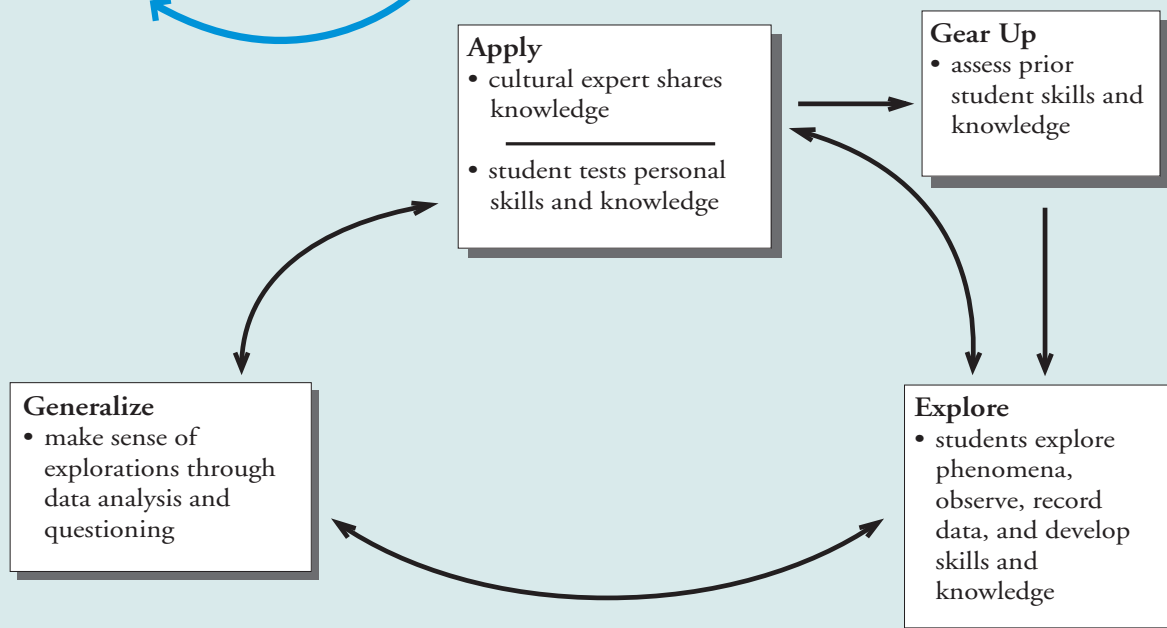 Apply
• cultural expert shares
knowledge
• student tests personal
skills and knowledge
Gear Up
• assess prior
student skills and
knowledge
Generalize
• make sense of
explorations through
data analysis and
questioning
Explore
• students explore
phenomena,
observe, record
data, and develop
skills and
knowledge